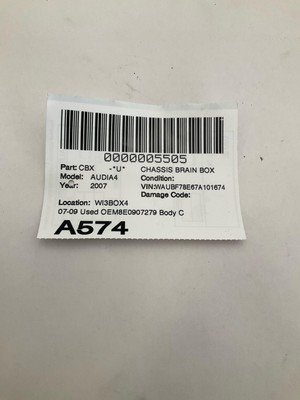 0000005505
Part: CBX -*U* CHASSIS BRAIN BOX
Model: AUDIA4 Condition:
Year: 2007 VIN:WAUBF78E67A101674
Damage Code:
Location: WI3BOX4
07-09 Used OEM8E0907279 Body C
A574